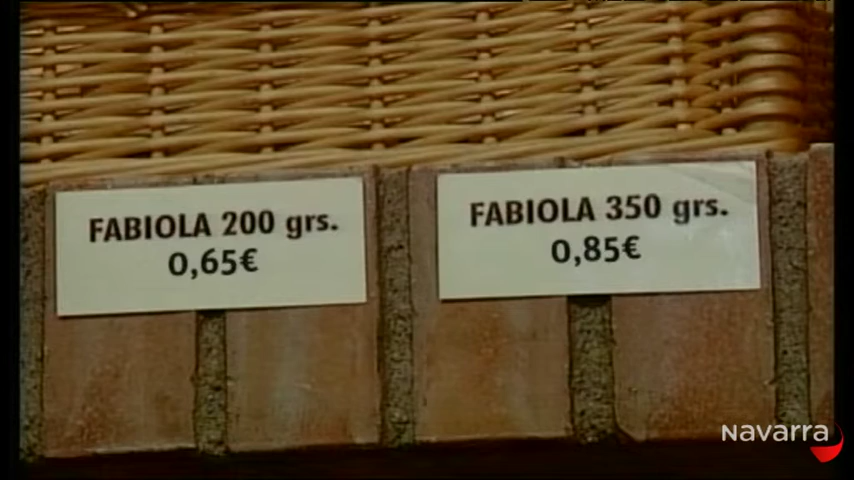 FABIOLA 200 grs.
0,65€
FABIOLA 350 grs.
0,85€
navarra